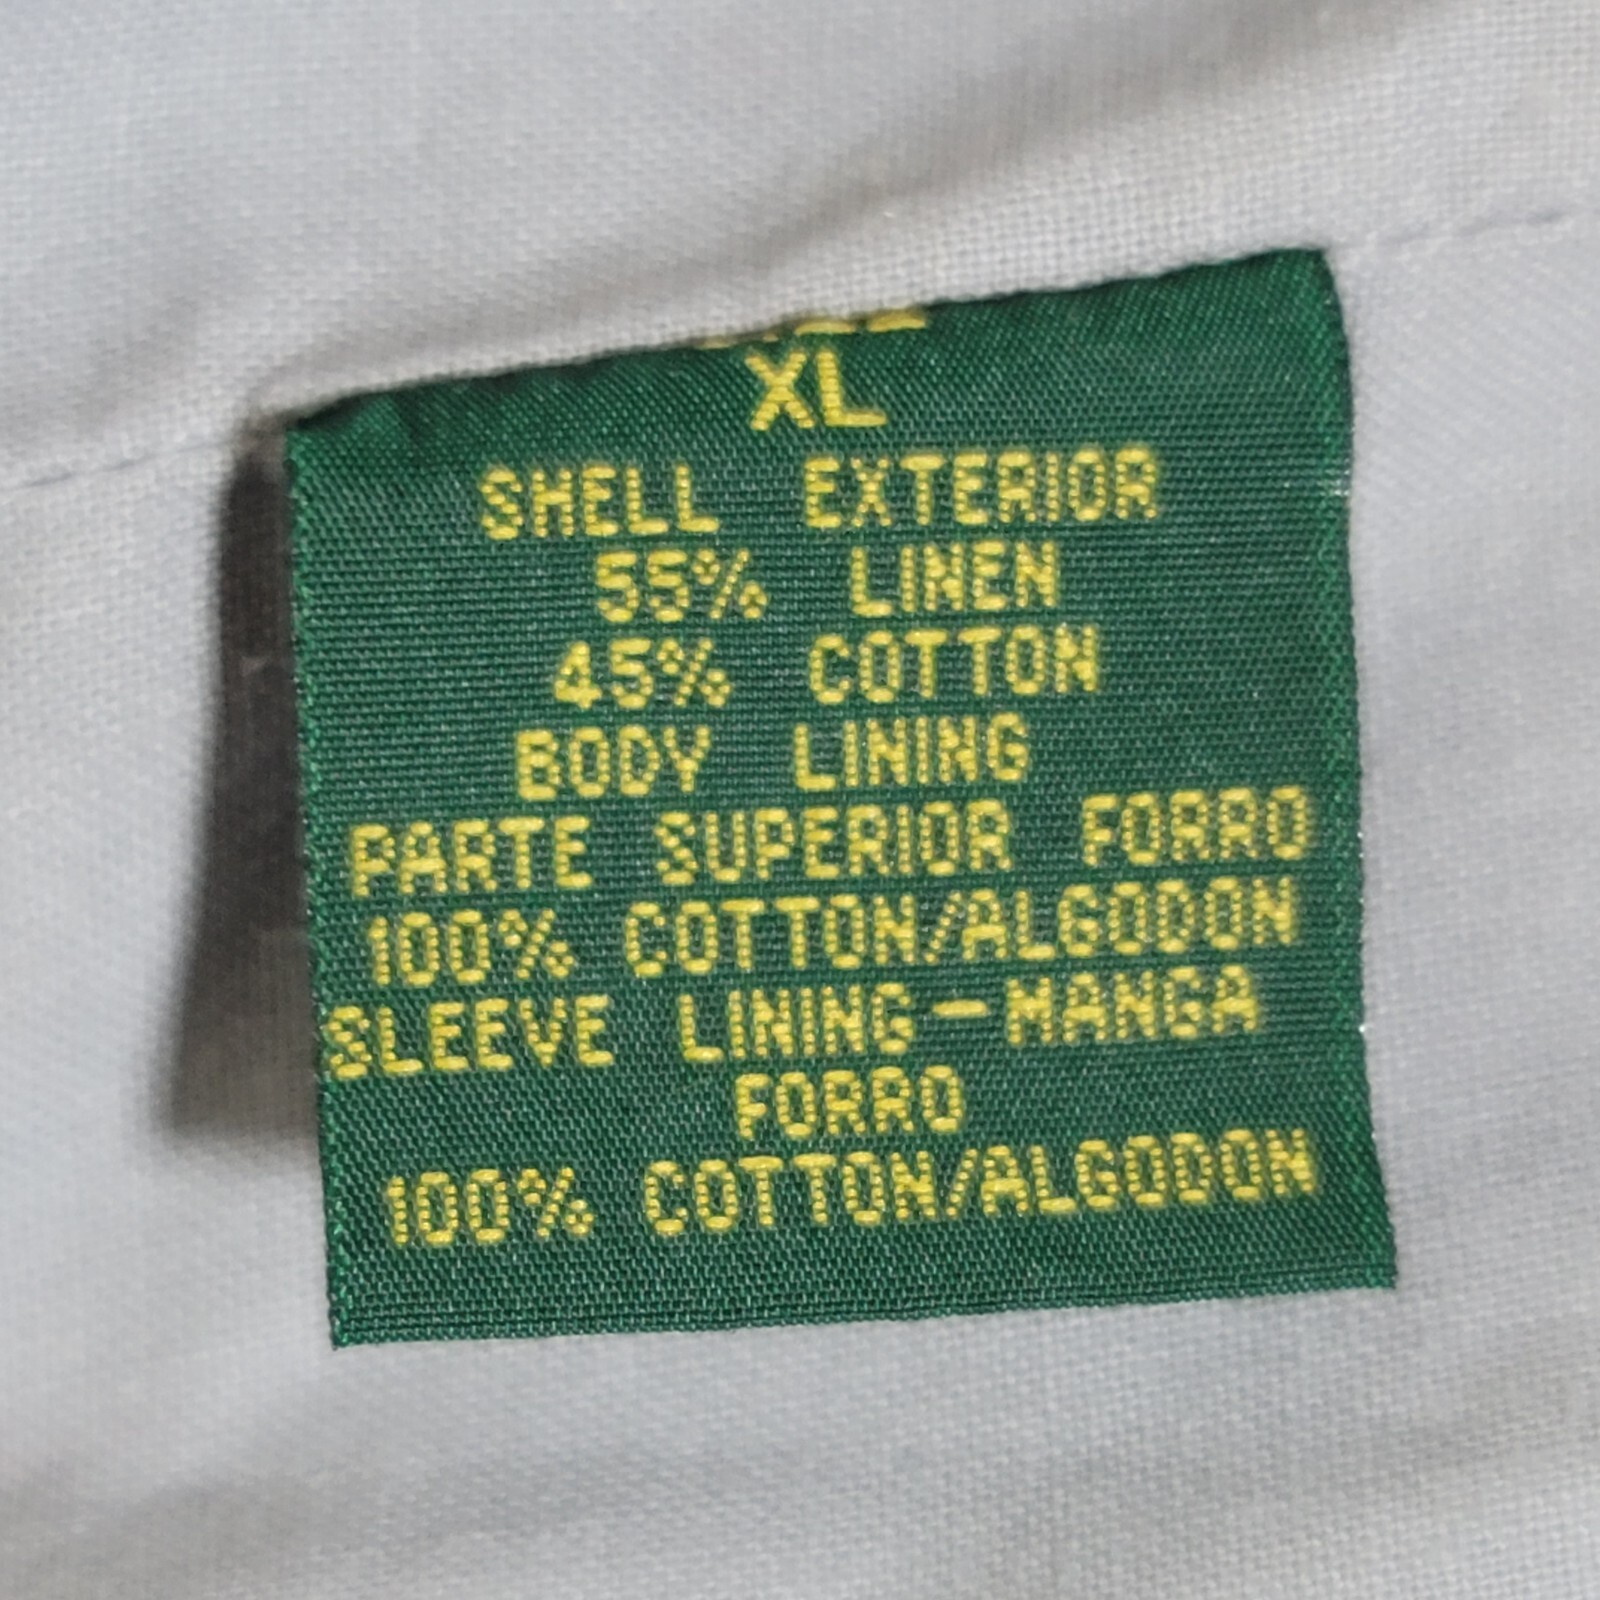 XL
SHELL EXTERIOR
55% LINEN
45% COTTON
BODY LINING
PARTE SUPERIOR FORRO
100% COTTON/ALGODON
SLEEVE LINING-MANGA
FORRO
100% COTTON/ALGODON